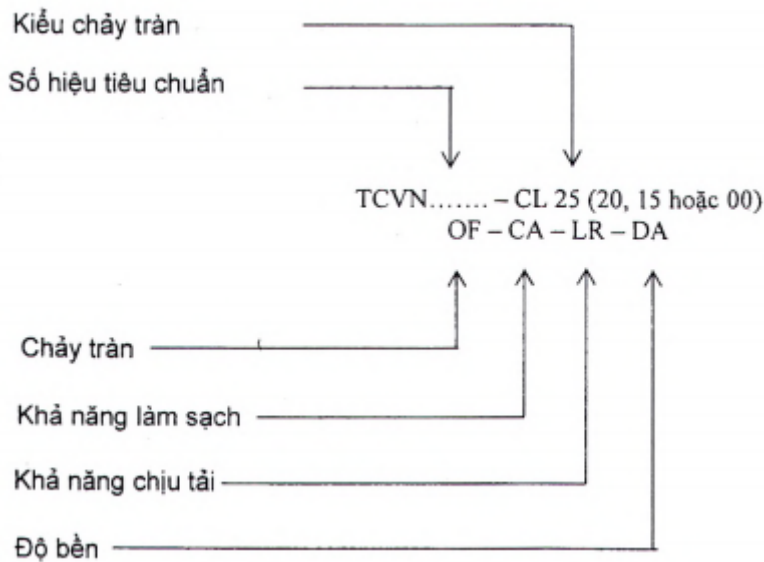 Kiểu chảy tràn
Số hiệu tiêu chuẩn
TCVN....... – CL 25 (20, 15 hoặc 00)
OF – CA – LR – DA
Chảy tràn
Khả năng làm sạch
Khả năng chịu tải
Độ bền